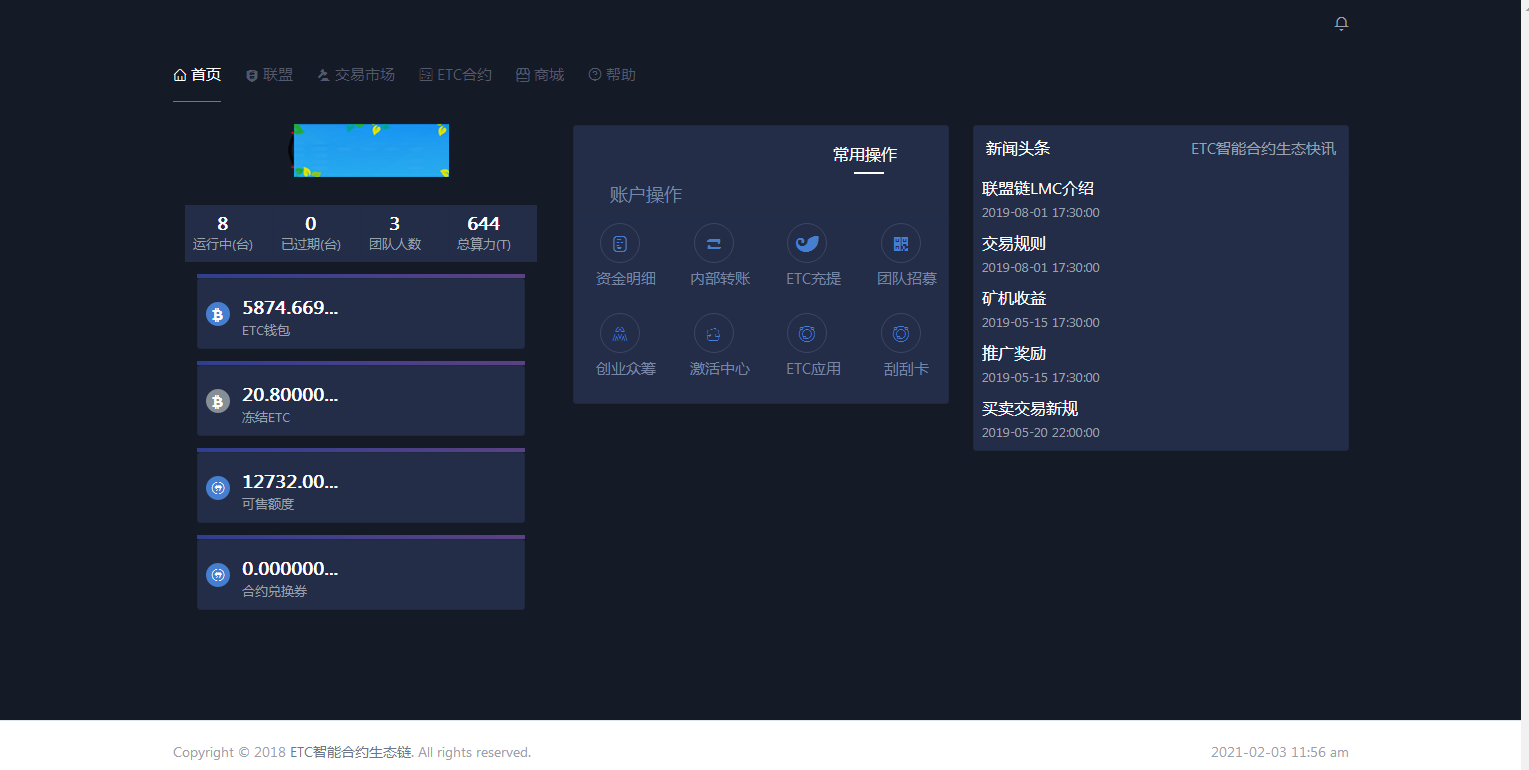 首页 联盟 交易市场 ETC合约 商城 帮助
8 0 3 644
运行中(台) 已过期(台) 团队人数 总算力(T)
5874.669...
ETC钱包
20.80000...
冻结ETC
12732.00...
可售额度
0.000000...
合约兑换券
常用操作
账户操作
资金明细 内部转账 ETC充提 团队招募
创业众筹 激活中心 ETC应用 刮刮卡
新闻头条 ETC智能合约生态快讯
联盟链LMC介绍
2019-08-01 17:30:00
交易规则
2019-08-01 17:30:00
矿机收益
2019-05-15 17:30:00
推广奖励
2019-05-15 17:30:00
买卖交易新规
2019-05-20 22:00:00
Copyright © 2018 ETC智能合约生态链. All rights reserved. 2021-02-03 11:56 am